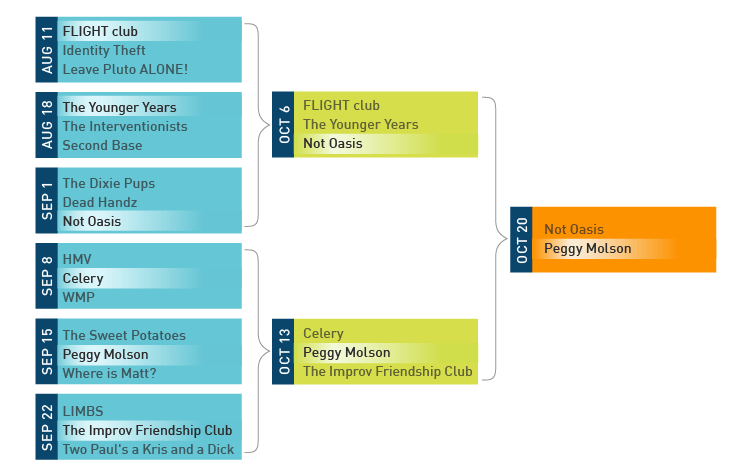 AUG 11
FLIGHT club
Identity Theft
Leave Pluto ALONE!
AUG 18
The Younger Years
The Interventionists
Second Base
SEP 1
The Dixie Pups
Dead Handz
Not Oasis
SEP 8
HMV
Celery
WMP
SEP 15
The Sweet Potatoes
Peggy Molson
Where is Matt?
SEP 22
LIMBS
The Improv Friendship Club
Two Paul's a Kris and a Dick
OCT 6
FLIGHT club
The Younger Years
Not Oasis
OCT 13
Celery
Peggy Molson
The Improv Friendship Club
OCT 20
Not Oasis
Peggy Molson